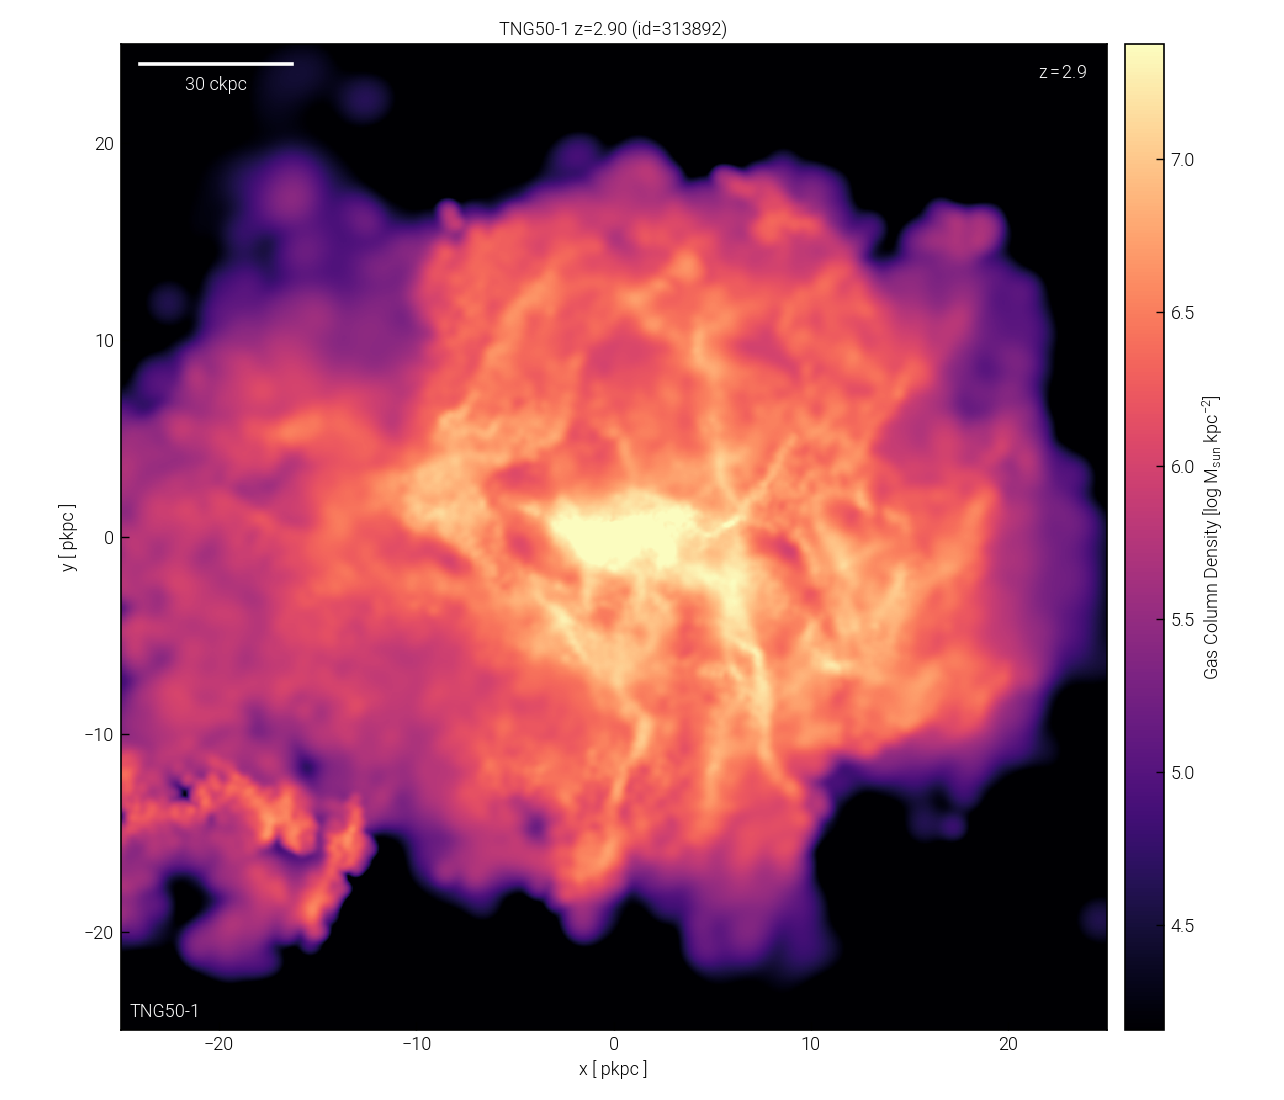 TNG50-1 z=2.90 (id=313892)
30 ckpc
z=2.9
20
10
0
−10
−20
y [ pkpc ]
TNG50-1
−20
−10
0
10
20
x [ pkpc ]
7.0
6.5
6.0
5.5
5.0
4.5
Gas Column Density [log M_sun kpc⁻²]